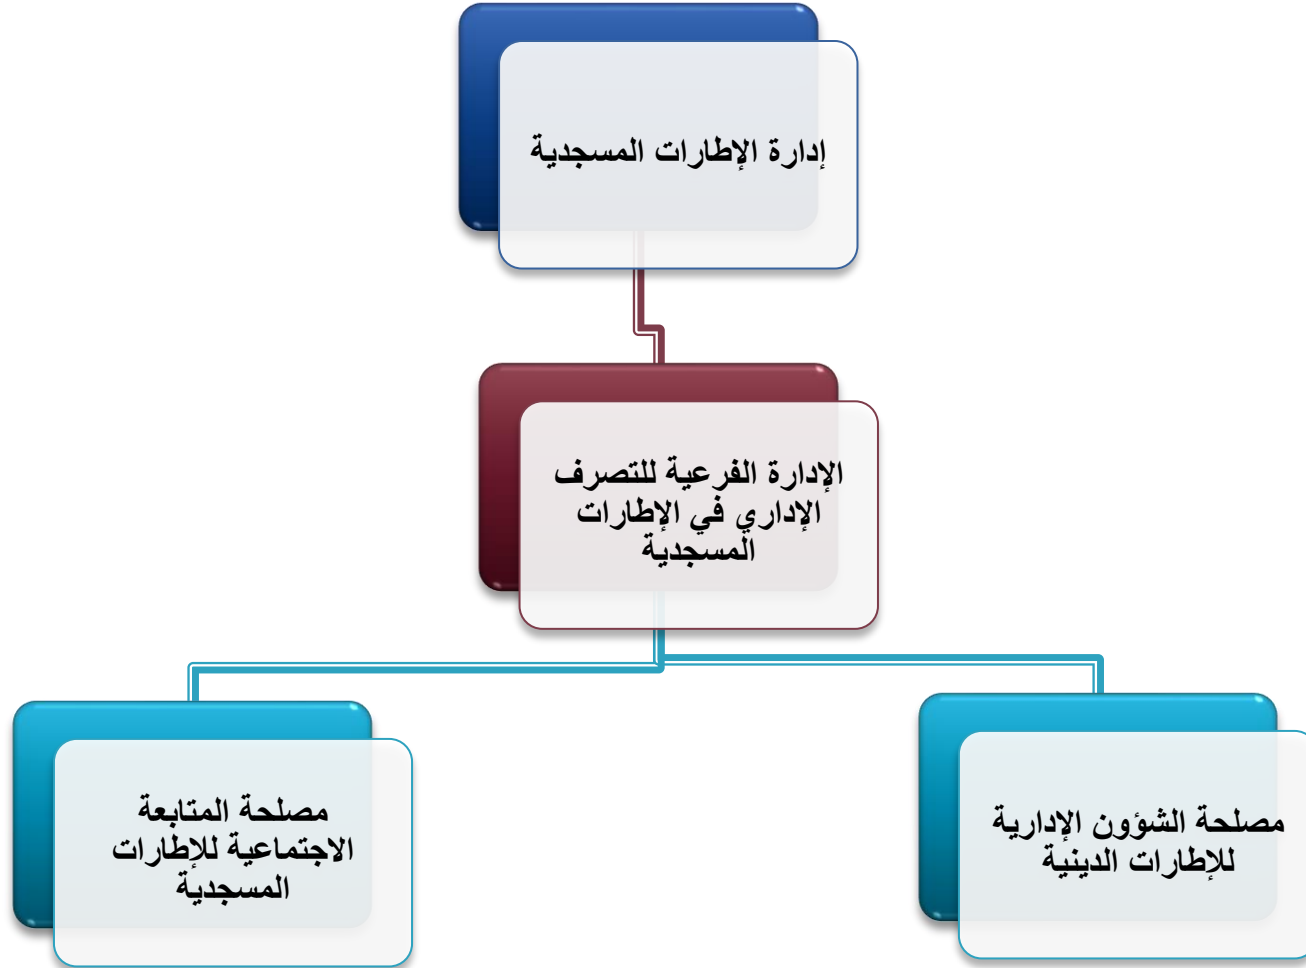 إدارة الإطارات المسجدية
الإدارة الفرعية للتصرف
الإداري في الإطارات
المسجدية
مصلحة الشؤون الإدارية
للإطارات الدينية
مصلحة المتابعة
الاجتماعية للإطارات
المسجدية